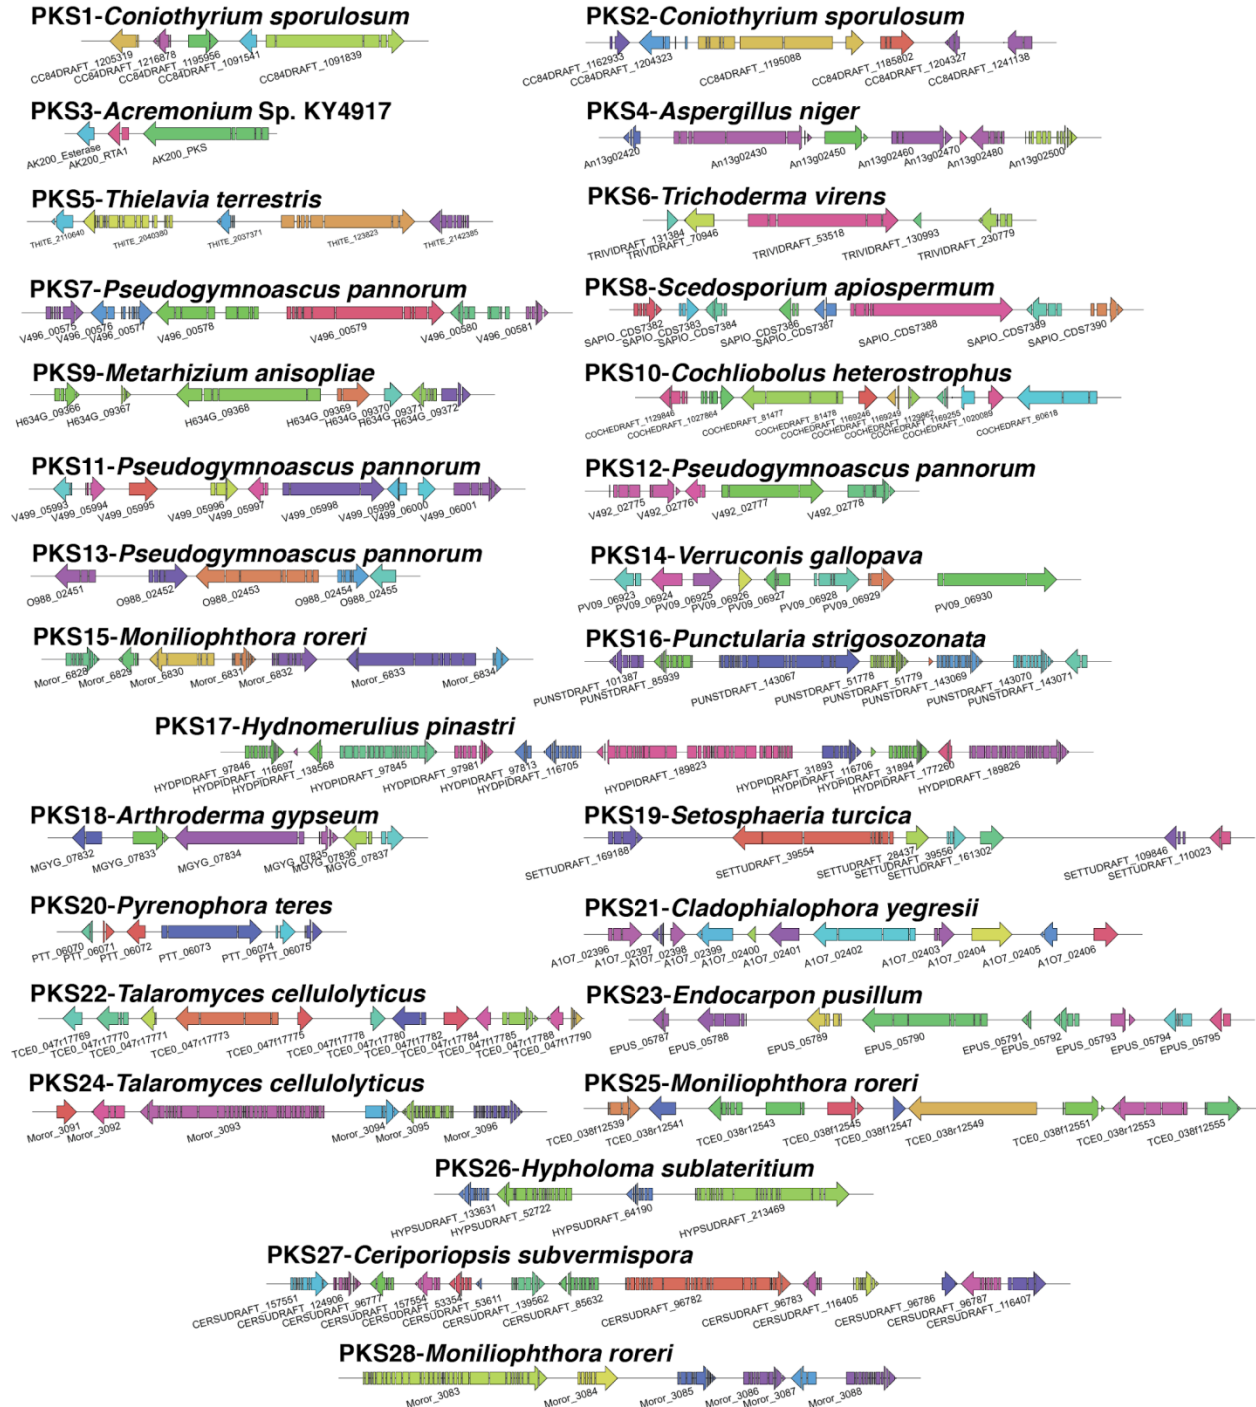 PKS1-Coniothyrium sporulosum
CC84DRAFT_1205319
CC84DRAFT_1216878
CC84DRAFT_1195956
CC84DRAFT_1091541
CC84DRAFT_1091839
PKS2-Coniothyrium sporulosum
CC84DRAFT_1162933
CC84DRAFT_1204323
CC84DRAFT_1195088
CC84DRAFT_1185802
CC84DRAFT_1204327
CC84DRAFT_1241138
PKS3-Acremonium Sp. KY4917
AK200_Esterase
AK200_RTA1
AK200_PKS
PKS4-Aspergillus niger
An13g02420
An13g02430
An13g02450
An13g02460
An13g02470
An13g02480
An13g02500
PKS5-Thielavia terrestris
THITE_2110640
THITE_2040380
THITE_2037371
THITE_123823
THITE_2142385
PKS6-Trichoderma virens
TRIVIDRAFT_131384
TRIVIDRAFT_70946
TRIVIDRAFT_53518
TRIVIDRAFT_130993
TRIVIDRAFT_230779
PKS7-Pseudogymnoascus pannorum
V496_00575
V496_00576
V496_00577
V496_00578
V496_00579
V496_00580
V496_00581
PKS8-Scedosporium apiospermum
SAPIO_CDS7382
SAPIO_CDS7383
SAPIO_CDS7384
SAPIO_CDS7386
SAPIO_CDS7387
SAPIO_CDS7388
SAPIO_CDS7389
SAPIO_CDS7390
PKS9-Metarhizium anisopliae
H634G_09366
H634G_09367
H634G_09368
H634G_09369
H634G_09370
H634G_09371
H634G_09372
PKS10-Cochliobolus heterostrophus
COCHEDRAFT_1129846
COCHEDRAFT_1027864
COCHEDRAFT_81477
COCHEDRAFT_81478
COCHEDRAFT_1169246
COCHEDRAFT_1169249
COCHEDRAFT_1129862
COCHEDRAFT_1169255
COCHEDRAFT_1020089
COCHEDRAFT_60618
PKS11-Pseudogymnoascus pannorum
V499_05993
V499_05994
V499_05995
V499_05996
V499_05997
V499_05998
V499_05999
V499_06000
V499_06001
PKS12-Pseudogymnoascus pannorum
V492_02775
V492_02776
V492_02777
V492_02778
PKS13-Pseudogymnoascus pannorum
O988_02451
O988_02452
O988_02453
O988_02454
O988_02455
PKS14-Verruconis gallopava
PV09_06923
PV09_06924
PV09_06925
PV09_06926
PV09_06927
PV09_06928
PV09_06929
PV09_06930
PKS15-Moniliophthora roreri
Moror_6828
Moror_6829
Moror_6830
Moror_6831
Moror_6832
Moror_6833
Moror_6834
PKS16-Punctularia strigosozonata
PUNSTDRAFT_101387
PUNSTDRAFT_85939
PUNSTDRAFT_143067
PUNSTDRAFT_51778
PUNSTDRAFT_51779
PUNSTDRAFT_143069
PUNSTDRAFT_143070
PUNSTDRAFT_143071
PKS17-Hydnomerulius pinastri
HYDPIDRAFT_97846
HYDPIDRAFT_116697
HYDPIDRAFT_138568
HYDPIDRAFT_97845
HYDPIDRAFT_97981
HYDPIDRAFT_97813
HYDPIDRAFT_116705
HYDPIDRAFT_189823
HYDPIDRAFT_31893
HYDPIDRAFT_116706
HYDPIDRAFT_31894
HYDPIDRAFT_177260
HYDPIDRAFT_189826
PKS18-Arthroderma gypseum
MGYG_07832
MGYG_07833
MGYG_07834
MGYG_07835
MGYG_07836
MGYG_07837
PKS19-Setosphaeria turcica
SETTUDRAFT_169188
SETTUDRAFT_39554
SETTUDRAFT_28437
SETTUDRAFT_39556
SETTUDRAFT_161302
SETTUDRAFT_109846
SETTUDRAFT_110023
PKS20-Pyrenophora teres
PTT_06070
PTT_06071
PTT_06072
PTT_06073
PTT_06074
PTT_06075
PKS21-Cladophialophora yegresii
A1O7_02396
A1O7_02397
A1O7_02398
A1O7_02399
A1O7_02400
A1O7_02401
A1O7_02402
A1O7_02403
A1O7_02404
A1O7_02405
A1O7_02406
PKS22-Talaromyces cellulolyticus
TCE0_047r17769
TCE0_047r17770
TCE0_047r17771
TCE0_047r17773
TCE0_047r17775
TCE0_047r17778
TCE0_047r17780
TCE0_047r17782
TCE0_047r17784
TCE0_047r17785
TCE0_047r17788
TCE0_047r17790
PKS23-Endocarpon pusillum
EPUS_05787
EPUS_05788
EPUS_05789
EPUS_05790
EPUS_05791
EPUS_05792
EPUS_05793
EPUS_05794
EPUS_05795
PKS24-Talaromyces cellulolyticus
Moror_3091
Moror_3092
Moror_3093
Moror_3094
Moror_3095
Moror_3096
PKS25-Moniliophthora roreri
TCE0_038f12539
TCE0_038f12541
TCE0_038f12543
TCE0_038f12545
TCE0_038f12547
TCE0_038f12549
TCE0_038f12551
TCE0_038f12553
TCE0_038f12555
PKS26-Hypholoma sublateritium
HYPSUDRAFT_133631
HYPSUDRAFT_52722
HYPSUDRAFT_64190
HYPSUDRAFT_213469
PKS27-Ceriporiopsis subvermispora
CERSUDRAFT_157551
CERSUDRAFT_124906
CERSUDRAFT_96777
CERSUDRAFT_157554
CERSUDRAFT_53354
CERSUDRAFT_53611
CERSUDRAFT_139562
CERSUDRAFT_85632
CERSUDRAFT_96782
CERSUDRAFT_96783
CERSUDRAFT_116405
CERSUDRAFT_96786
CERSUDRAFT_96787
CERSUDRAFT_116407
PKS28-Moniliophthora roreri
Moror_3083
Moror_3084
Moror_3085
Moror_3086
Moror_3087
Moror_3088